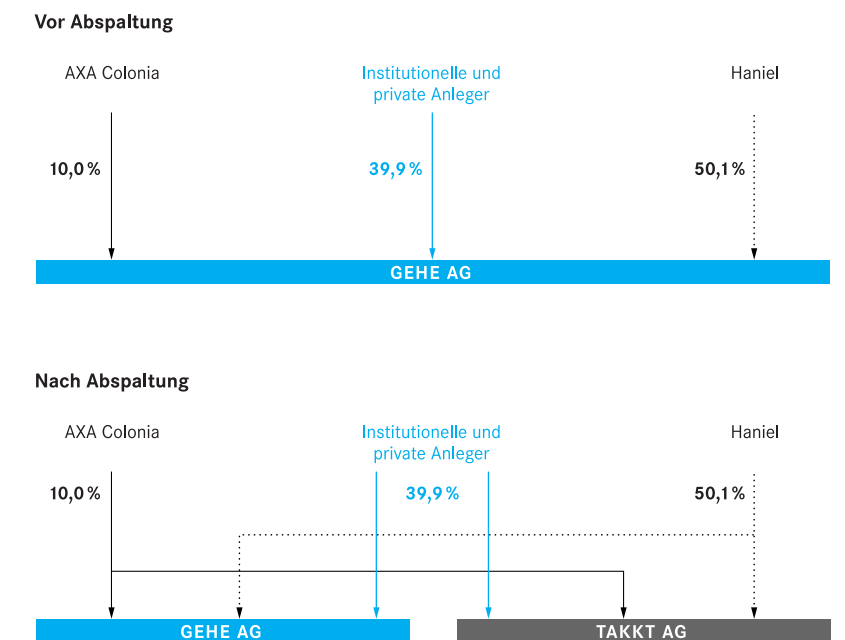 Vor Abspaltung
AXA Colonia
Institutionelle und
private Anleger
Haniel
10,0 %
39,9 %
50,1 %
GEHE AG
Nach Abspaltung
AXA Colonia
Institutionelle und
private Anleger
Haniel
10,0 %
39,9 %
50,1 %
GEHE AG
TAKKT AG